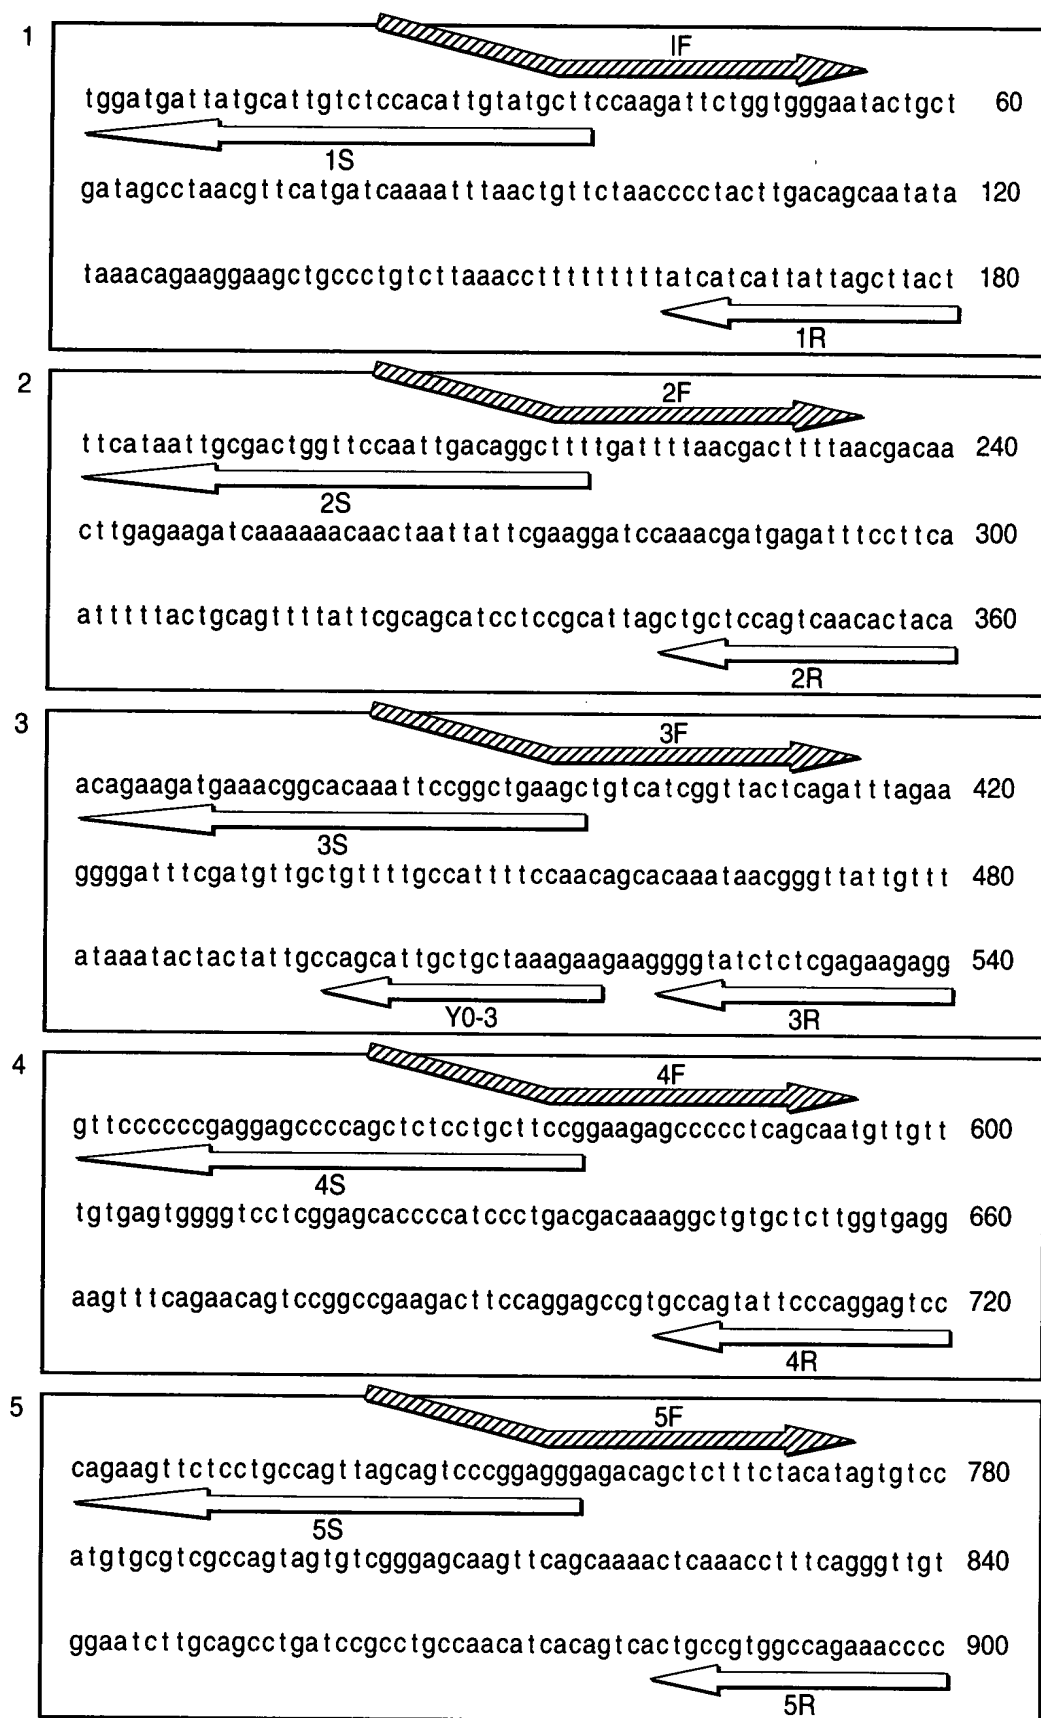 1
IF
tggatgattatgcattgtctccacattgtatgcttccaagattctggtgggaatactgct 60
1S
gatagcctaacgttcatgatcaaaatttaactgttctaacccctacttgacagcaatata 120
taaacagaaggaagctgccctgtcttaaaccttttttttttatcatcattattagcttact 180
1R
2
2F
ttcataattgcgactggttccaattgacaggcttttgattttaacgacttttaacgacaa 240
2S
cttgagaagatcaaaaaacaactaattattcgaaggatccaaacgatgagatttccttca 300
atttttactgcagttttattcgcagcatcctccgcattagctgctccagtcaacactaca 360
2R
3
3F
acagaagatgaaacggcacaaattccggctgaagctgtcatcggttactcagatttagaa 420
3S
ggggatttcgatgttgctgttttgccattttccaacagcacaaataacgggttattgttt 480
ataaatactactattgccagcattgctgctaaagaagaaggggtatctctcgagaagagg 540
Y0-3
3R
4
4F
gttccccccgaggagccccagctctcctgcttccggaagagccccctcagcaatgttgtt 600
4S
tgtgagtggggtcctcggagcaccccatccctgacgacaaaggctgtgctcttggtgagg 660
aagtttcagaacagtccggccgaagacttccaggagccgtgccagtattcccaggagtcc 720
4R
5
5F
cagaagttctcctgccagttagcagtcccggagggagacagctctttctacatagtgtcc 780
5S
atgtgcgtcgccagtagtgtcgggagcaagttcagcaaaactcaaacctttcagggttgt 840
ggaatcttgcagcctgatccgcctgccaacatcacagtcactgccgtggccagaaacccc 900
5R